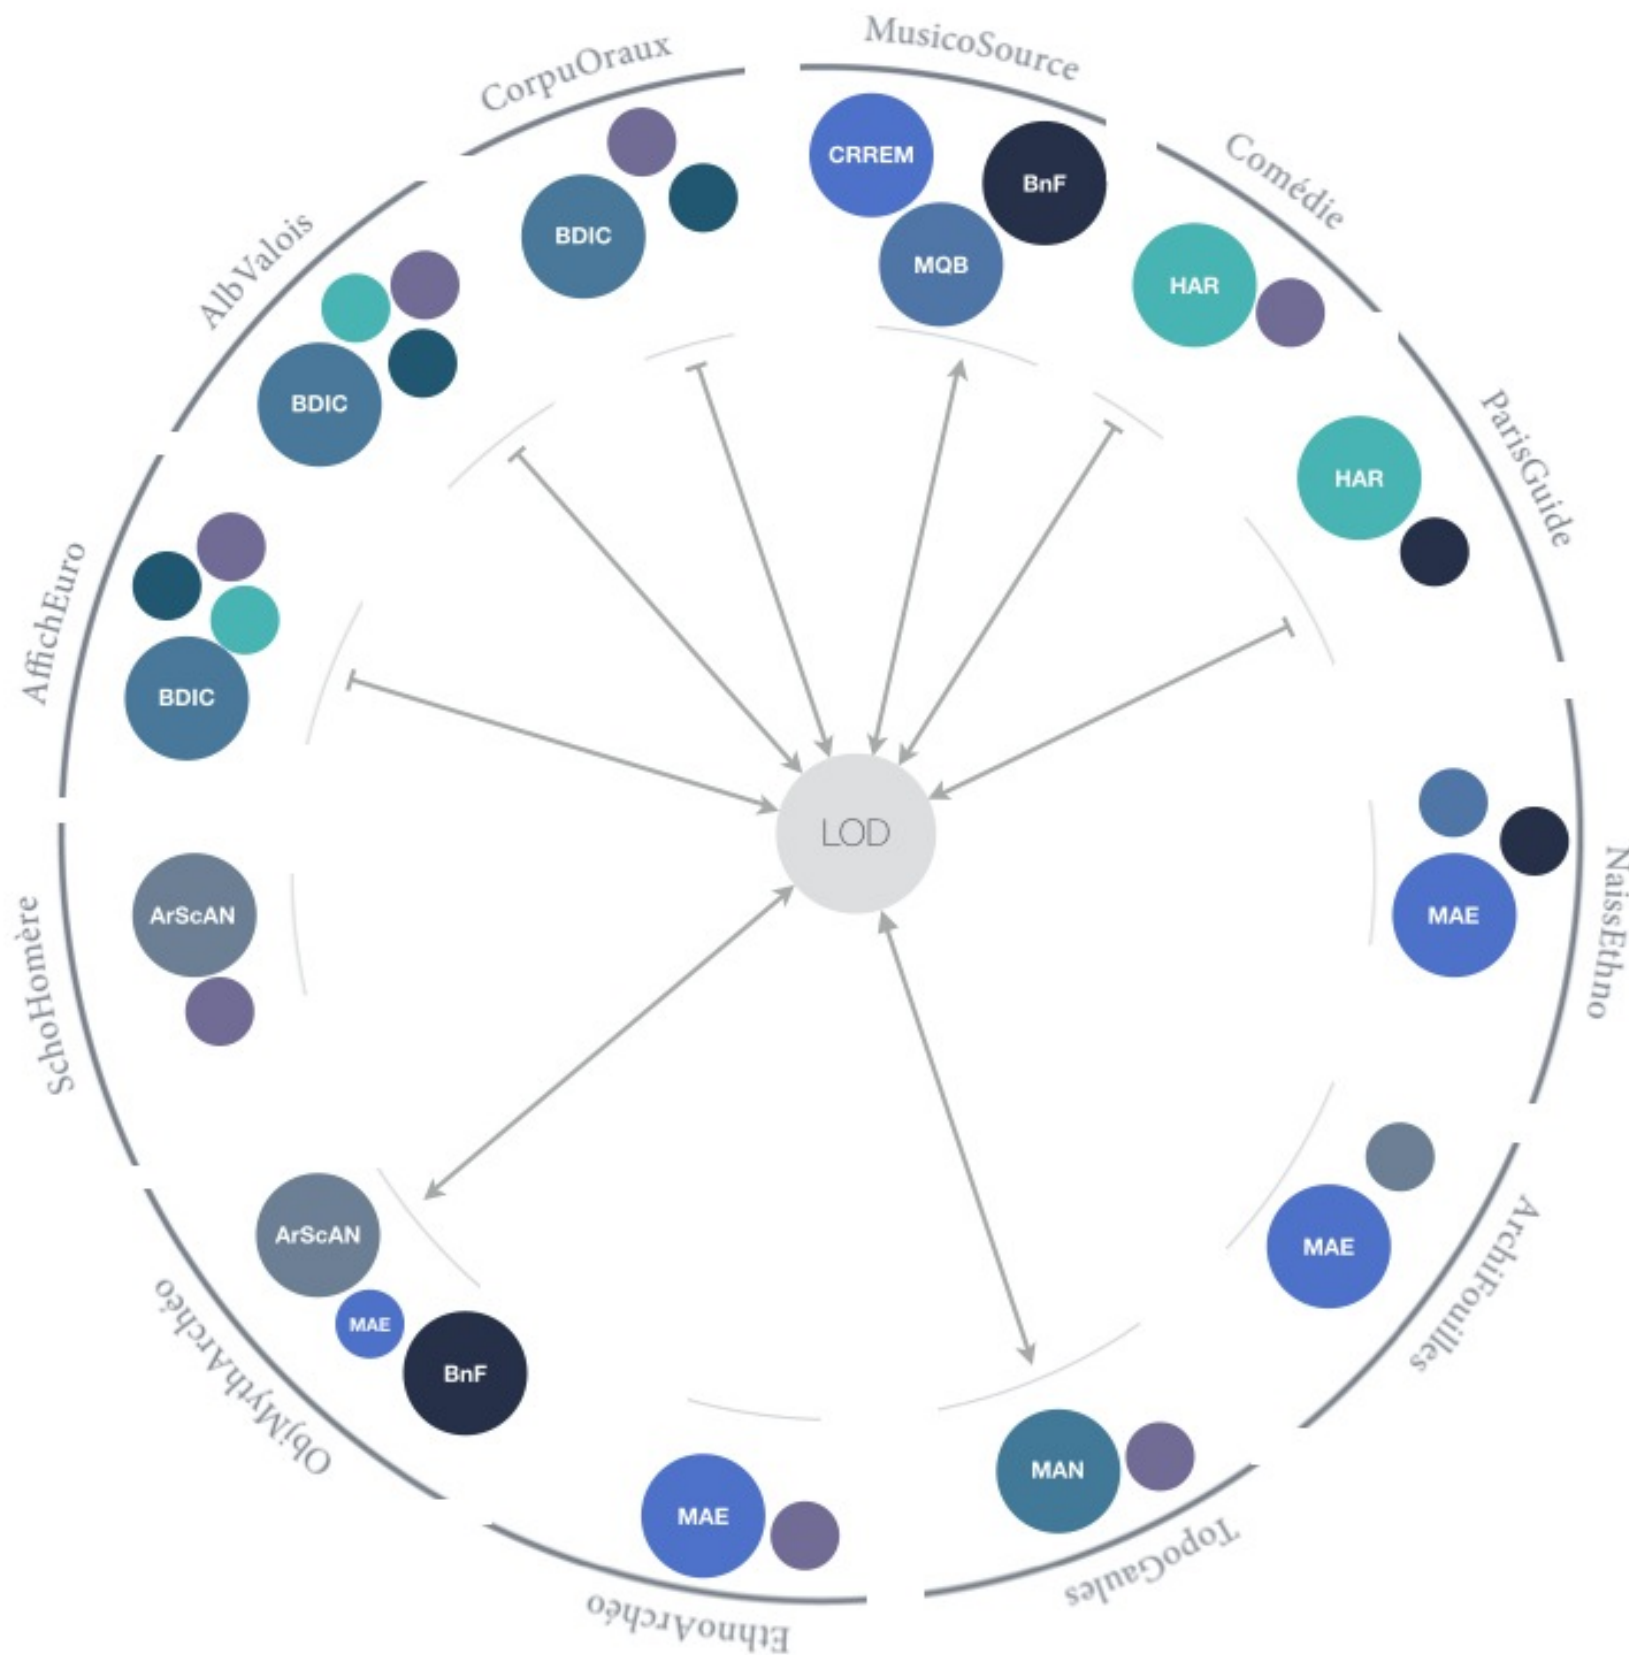 MusicoSource
CRREM
BnF
MQB
Comédie
HAR
ParisGuide
HAR
NaissEthno
MAE
ArchiFouilles
MAE
TopoGaules
MAN
EthnoArchéo
MAE
ObjMythArchéo
ArScAN
MAE
BnF
SchoHomère
ArScAN
AffichEuro
BDIC
AlbValois
BDIC
CorpuOraux
BDIC
LOD